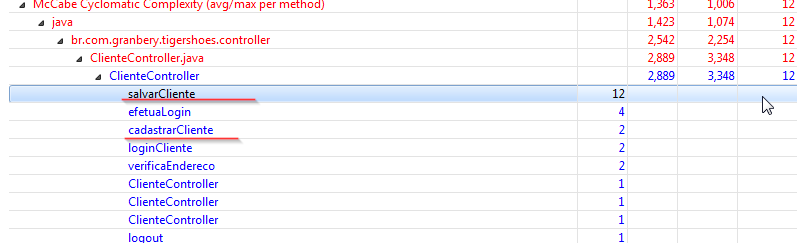 McCabe Cyclomatic Complexity (avg/max per method) 1,363 1,006 12
java 1,423 1,074 12
br.com.granbery.tigershoes.controller 2,542 2,254 12
ClienteController.java 2,889 3,348 12
ClienteController 2,889 3,348 12
salvarCliente 12
efetuaLogin 4
cadastrarCliente 2
loginCliente 2
verificaEndereco 2
ClienteController 1
ClienteController 1
ClienteController 1
logout 1